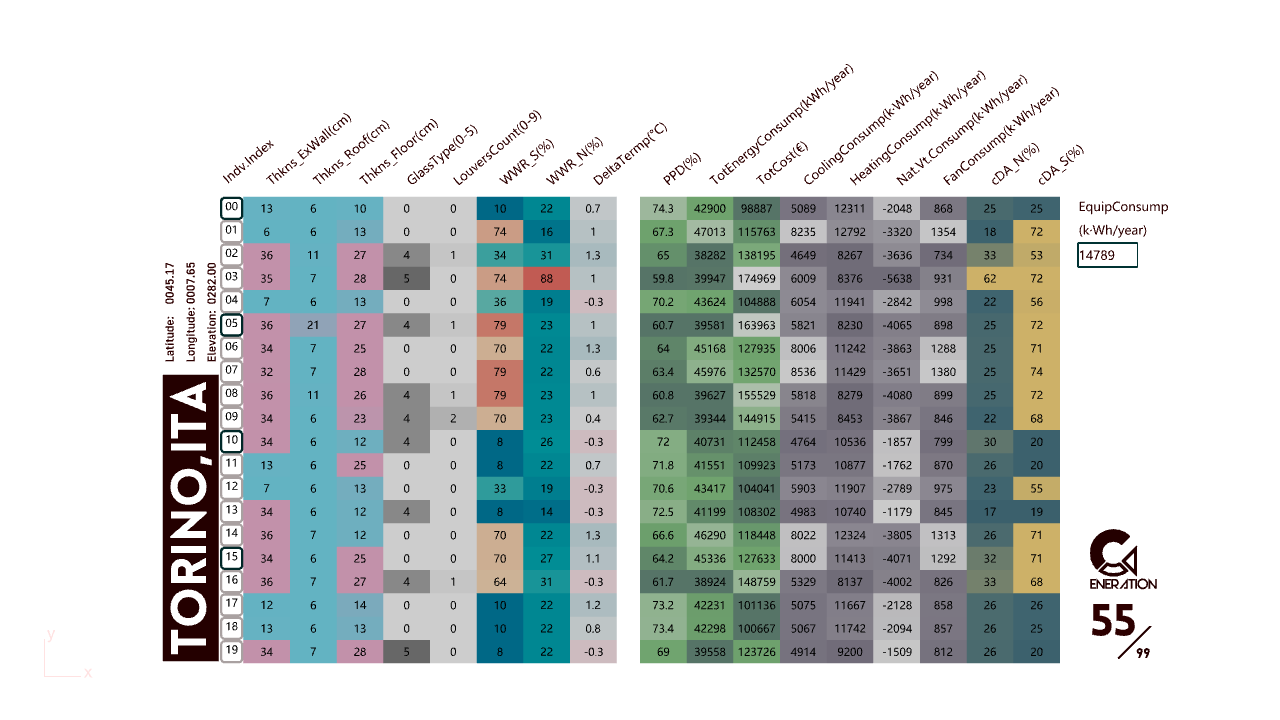 Indv.Index Thkns_ExWall(cm) Thkns_Roof(cm) Thkns_Floor(cm) GlassType(0-5) LouversCount(0-9) WWR_S(%) WWR_N(%) DeltaTermp(°C) PPD(%) TotEnergyConsump(kWh/year) TotCost(€) CoolingConsump(k·Wh/year) HeatingConsump(k·Wh/year) Nat.Vt.Consump(k·Wh/year) FanConsump(k·Wh/year) cDA_N(%) cDA_S(%)
00 13 6 10 0 0 10 22 0.7 74.3 42900 98887 5089 12311 -2048 868 25 25
01 6 6 13 0 0 74 16 1 67.3 47013 115763 8235 12792 -3320 1354 18 72
02 36 11 27 4 1 34 31 1.3 65 38282 138195 4649 8267 -3636 734 33 53
03 35 7 28 5 0 74 88 1 59.8 39947 174969 6009 8376 -5638 931 62 72
04 7 6 13 0 0 36 19 -0.3 70.2 43624 104888 6054 11941 -2842 998 22 56
05 36 21 27 4 1 79 23 1 60.7 39581 163963 5821 8230 -4065 898 25 72
06 34 7 25 0 0 70 22 1.3 64 45168 127935 8006 11242 -3863 1288 25 71
07 32 7 28 0 0 79 22 0.6 63.4 45976 132570 8536 11429 -3651 1380 25 74
08 36 11 26 4 1 79 23 1 60.8 39627 155529 5818 8279 -4080 899 25 72
09 34 6 23 4 2 70 23 0.4 62.7 39344 144915 5415 8453 -3867 846 22 68
10 34 6 12 4 0 8 26 -0.3 72 40731 112458 4764 10536 -1857 799 30 20
11 13 6 25 0 0 8 22 0.7 71.8 41551 109923 5173 10877 -1762 870 26 20
12 7 6 13 0 0 33 19 -0.3 70.6 43417 104041 5903 11907 -2789 975 23 55
13 34 6 12 4 0 8 14 -0.3 72.5 41199 108302 4983 10740 -1179 845 17 19
14 36 7 12 0 0 70 22 1.3 66.6 46290 118448 8022 12324 -3805 1313 26 71
15 34 6 25 0 0 70 27 1.1 64.2 45336 127633 8000 11413 -4071 1292 32 71
16 36 7 27 4 1 64 31 -0.3 61.7 38924 148759 5329 8137 -4002 826 33 68
17 12 6 14 0 0 10 22 1.2 73.2 42231 101136 5075 11667 -2128 858 26 26
18 13 6 13 0 0 10 22 0.8 73.4 42298 100667 5067 11742 -2094 857 26 25
19 34 7 28 5 0 8 22 -0.3 69 39558 123726 4914 9200 -1509 812 26 20
Latitude: 0045.17
Longitude: 0007.65
Elevation: 0282.00
TORINO,ITA
EquipConsump
(k·Wh/year)
14789
ENERATION
55/99
y
x